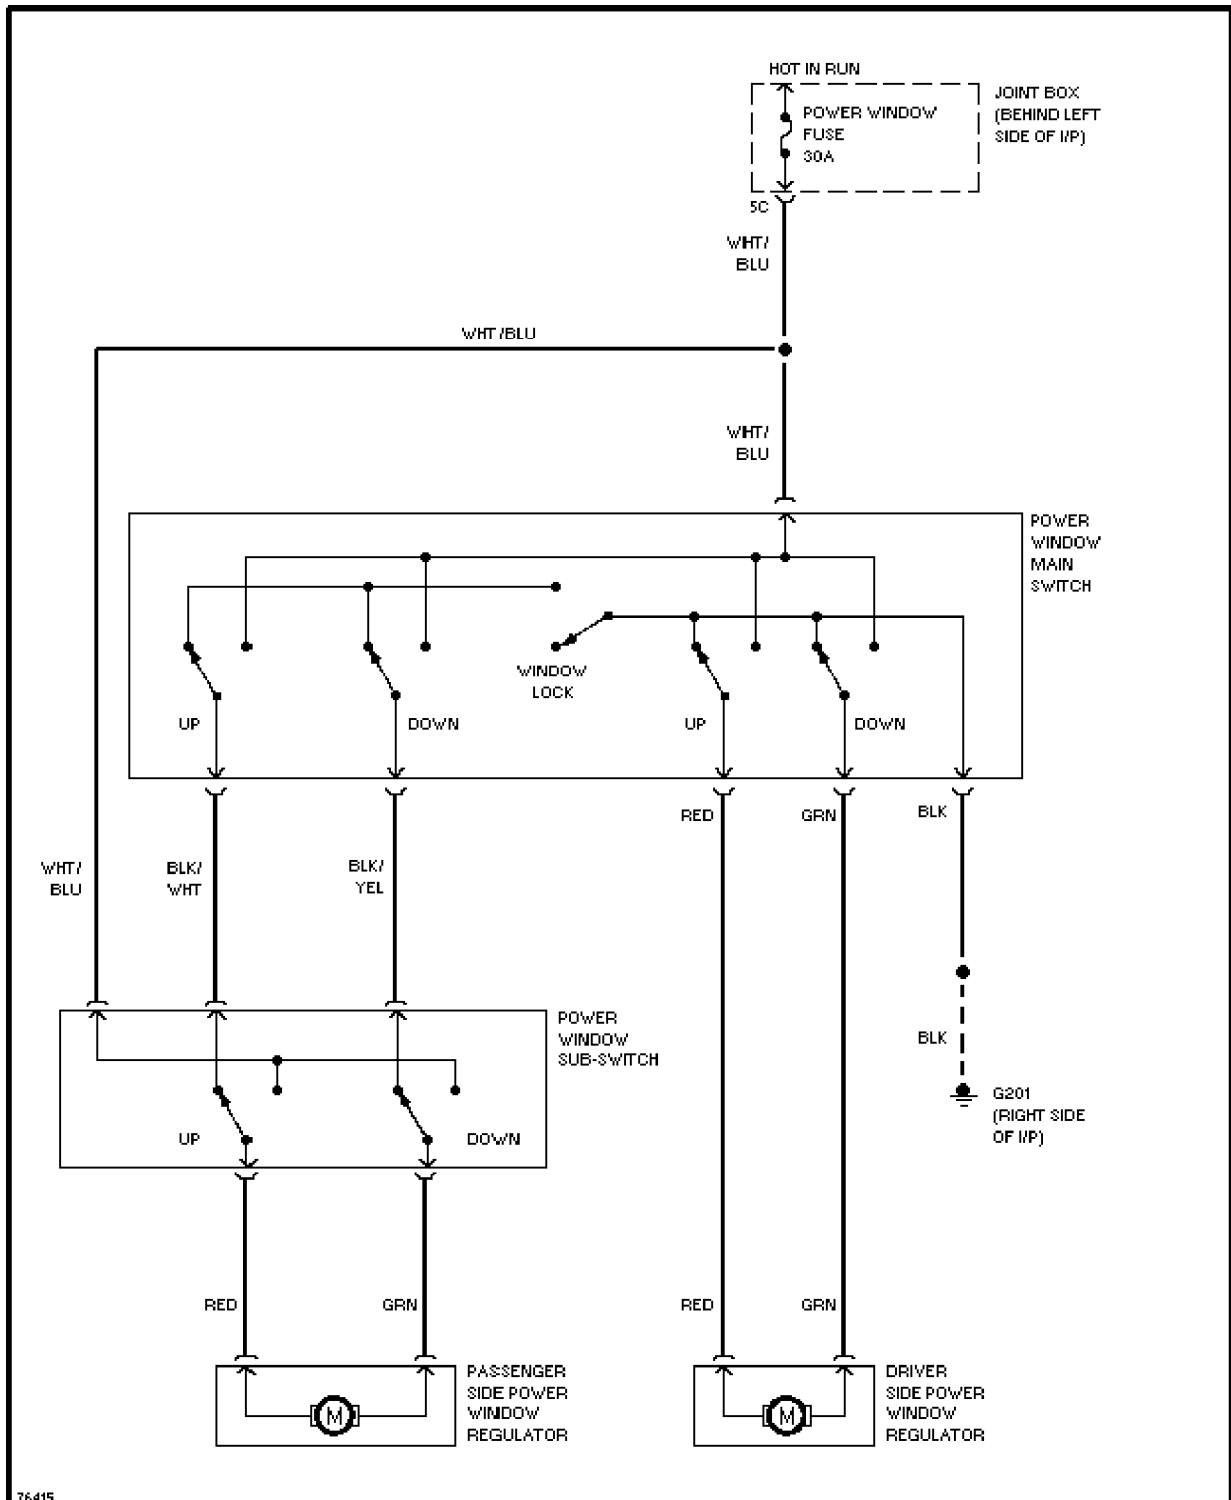 HOT IN RUN
POWER WINDOW
FUSE
30A
JOINT BOX
(BEHIND LEFT
SIDE OF I/P)
5C
WHT/
BLU
WHT/BLU
WHT/
BLU
POWER
WINDOW
MAIN
SWITCH
WINDOW
LOCK
UP
DOWN
UP
DOWN
RED
GRN
BLK
WHT/
BLU
BLK/
WHT
BLK/
YEL
POWER
WINDOW
SUB-SWITCH
BLK
G201
(RIGHT SIDE
OF I/P)
UP
DOWN
RED
GRN
RED
GRN
PASSENGER
SIDE POWER
WINDOW
REGULATOR
M
DRIVER
SIDE POWER
WINDOW
REGULATOR
M
76415